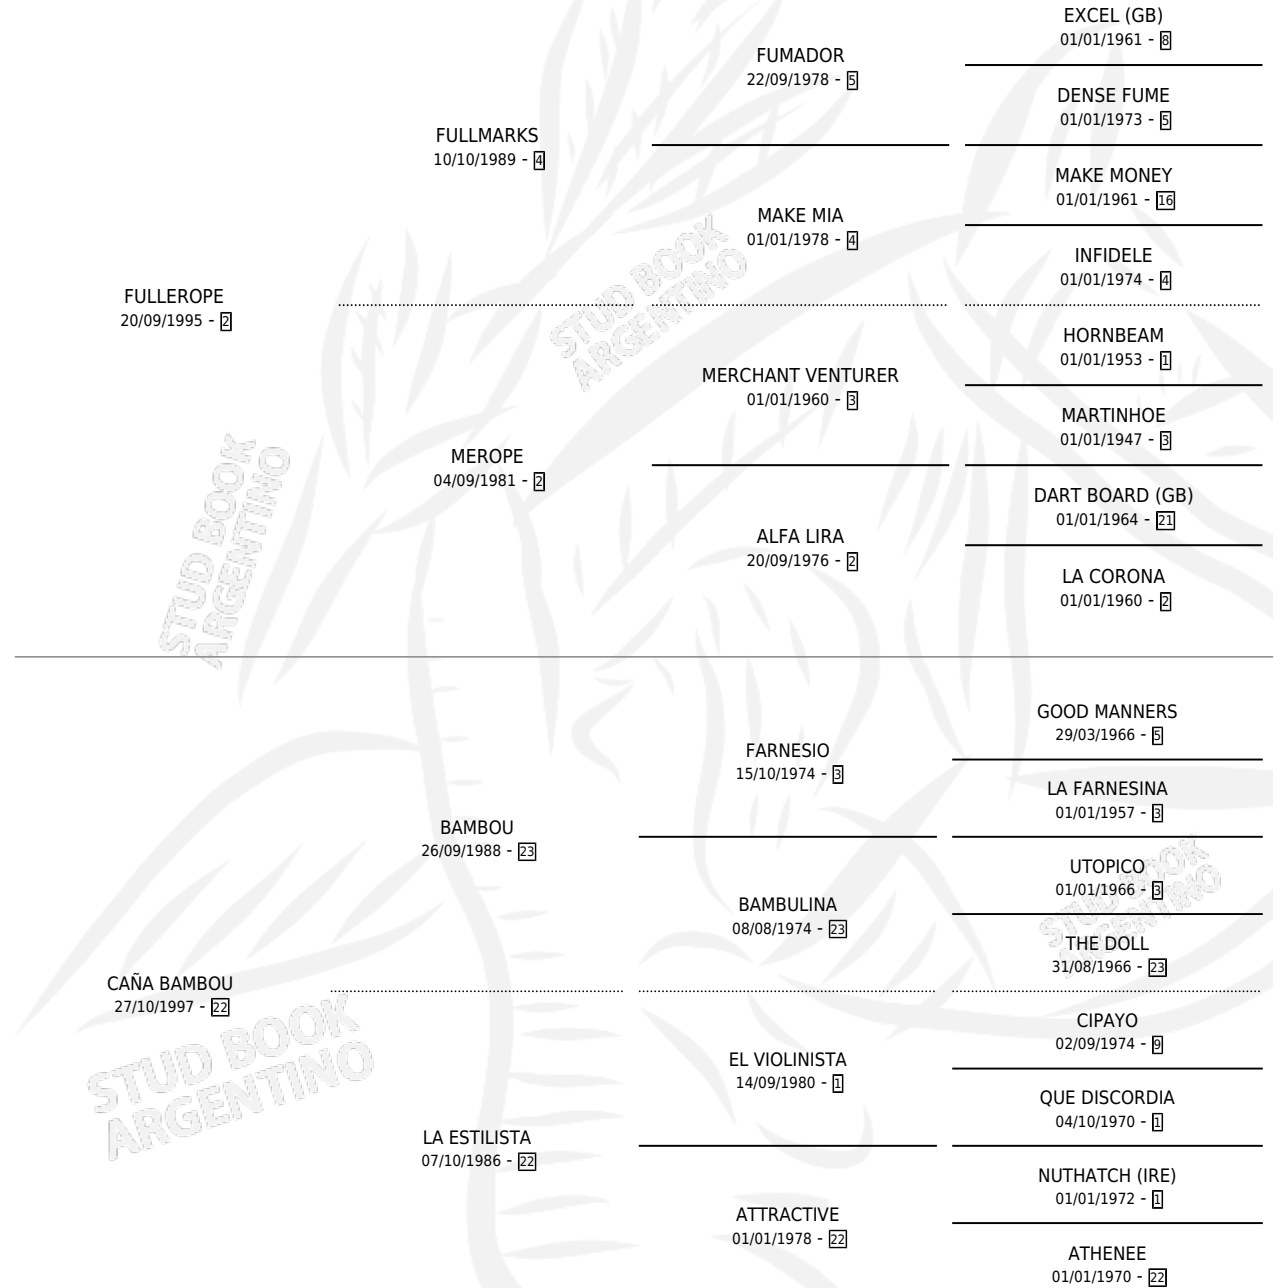 EXCEL (GB)
01/01/1961 - 8
FUMADOR
22/09/1978 - 5
DENSE FUME
01/01/1973 - 5
FULLMARKS
10/10/1989 - 4
MAKE MONEY
01/01/1961 - 16
MAKE MIA
01/01/1978 - 4
INFIDELE
01/01/1974 - 4
FULLEROPE
20/09/1995 - 2
HORNBEAM
01/01/1953 - 1
MERCHANT VENTURER
01/01/1960 - 3
MARTINHOE
01/01/1947 - 3
MEROPE
04/09/1981 - 2
DART BOARD (GB)
01/01/1964 - 21
ALFA LIRA
20/09/1976 - 2
LA CORONA
01/01/1960 - 2
STUD BOOK
ARGENTINO
STUD BOOK
ARGENTINO
GOOD MANNERS
29/03/1966 - 5
FARNESIO
15/10/1974 - 3
LA FARNESINA
01/01/1957 - 3
BAMBOU
26/09/1988 - 23
UTOPICO
01/01/1966 - 3
BAMBULINA
08/08/1974 - 23
THE DOLL
31/08/1966 - 23
CAÑA BAMBOU
27/10/1997 - 22
CIPAYO
02/09/1974 - 9
EL VIOLINISTA
14/09/1980 - 1
QUE DISCORDIA
04/10/1970 - 1
LA ESTILISTA
07/10/1986 - 22
NUTHATCH (IRE)
01/01/1972 - 1
ATTRACTIVE
01/01/1978 - 22
ATHENEE
01/01/1970 - 22
STUD BOOK
ARGENTINO
STUD BOOK
ARGENTINO